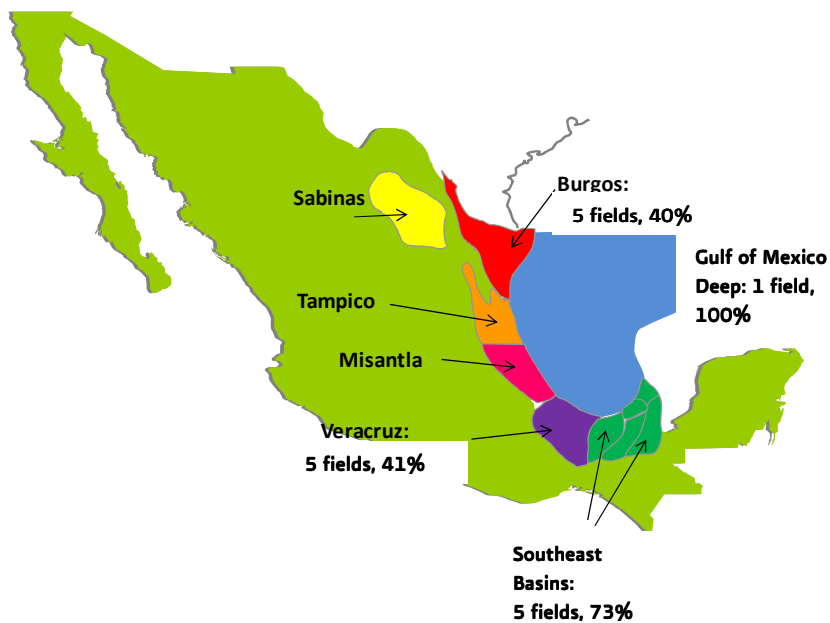 Sabinas
Burgos:
5 fields, 40%
Gulf of Mexico
Deep: 1 field,
100%
Tampico
Misantla
Veracruz:
5 fields, 41%
Southeast
Basins:
5 fields, 73%